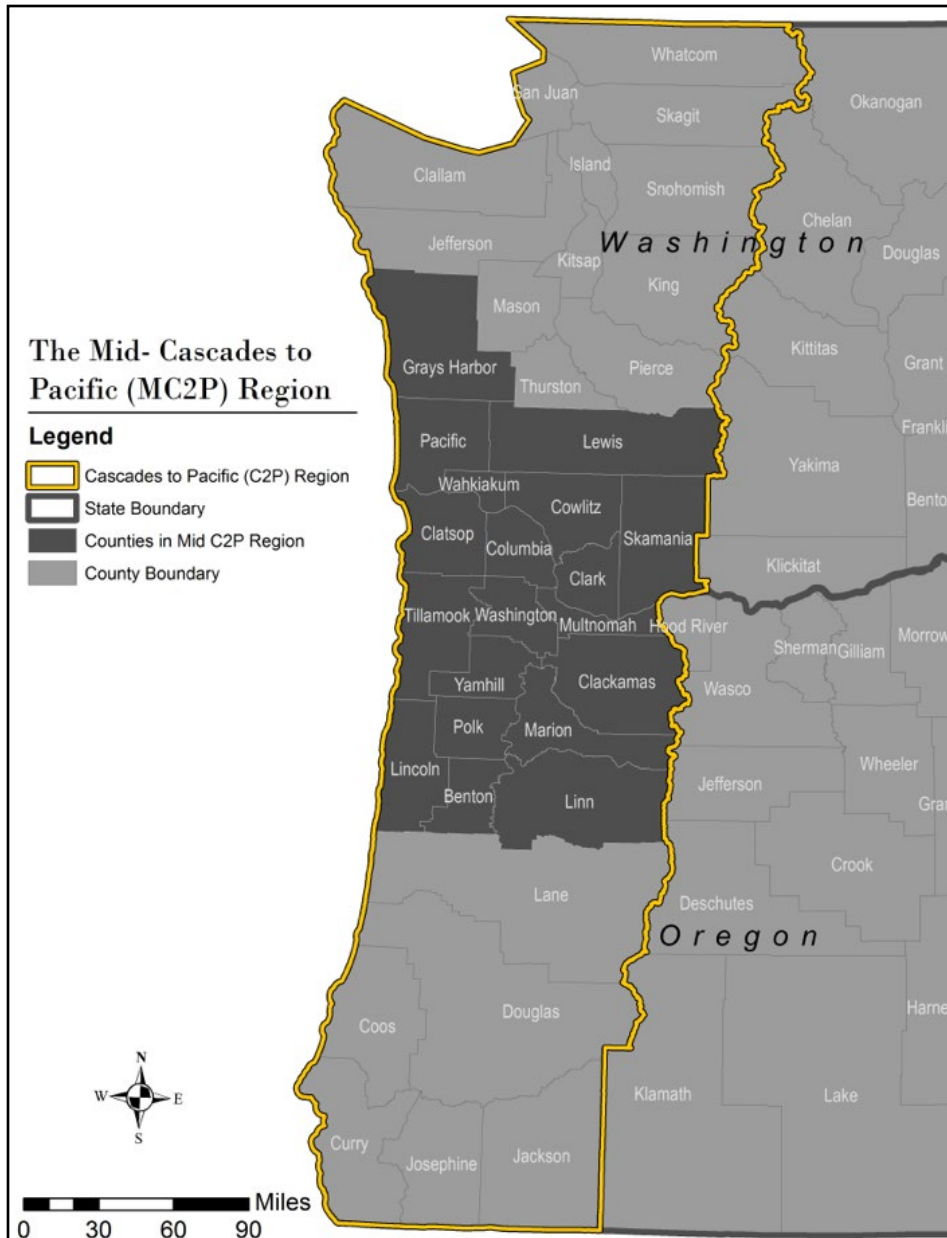 Whatcom
San Juan
Okanogan
Skagit
Island
Clallam
Snohomish
Chelan
Washington
Jefferson
Douglas
Kitsap
King
Mason
The Mid- Cascades to
Pacific (MC2P) Region
Kittitas
Grays Harbor
Pierce
Grant
Thurston
Legend
Pacific
Lewis
Frankli
Cascades to Pacific (C2P) Region
Yakima
Wahkiakum
Bento
State Boundary
Cowlitz
Clatsop
Skamania
Counties in Mid C2P Region
Columbia
Klickitat
County Boundary
Clark
Tillamook
Washington
Multnomah
Hood River
Morrow
Sherman
Gilliam
Clackamas
Wasco
Yamhill
Polk
Marion
Wheeler
Lincoln
Jefferson
Benton
Linn
Gra
Crook
Lane
Deschutes
Oregon
Douglas
Harne
Coos
N
W E
S
Klamath
Lake
Curry
Josephine
Jackson
Miles
0 30 60 90